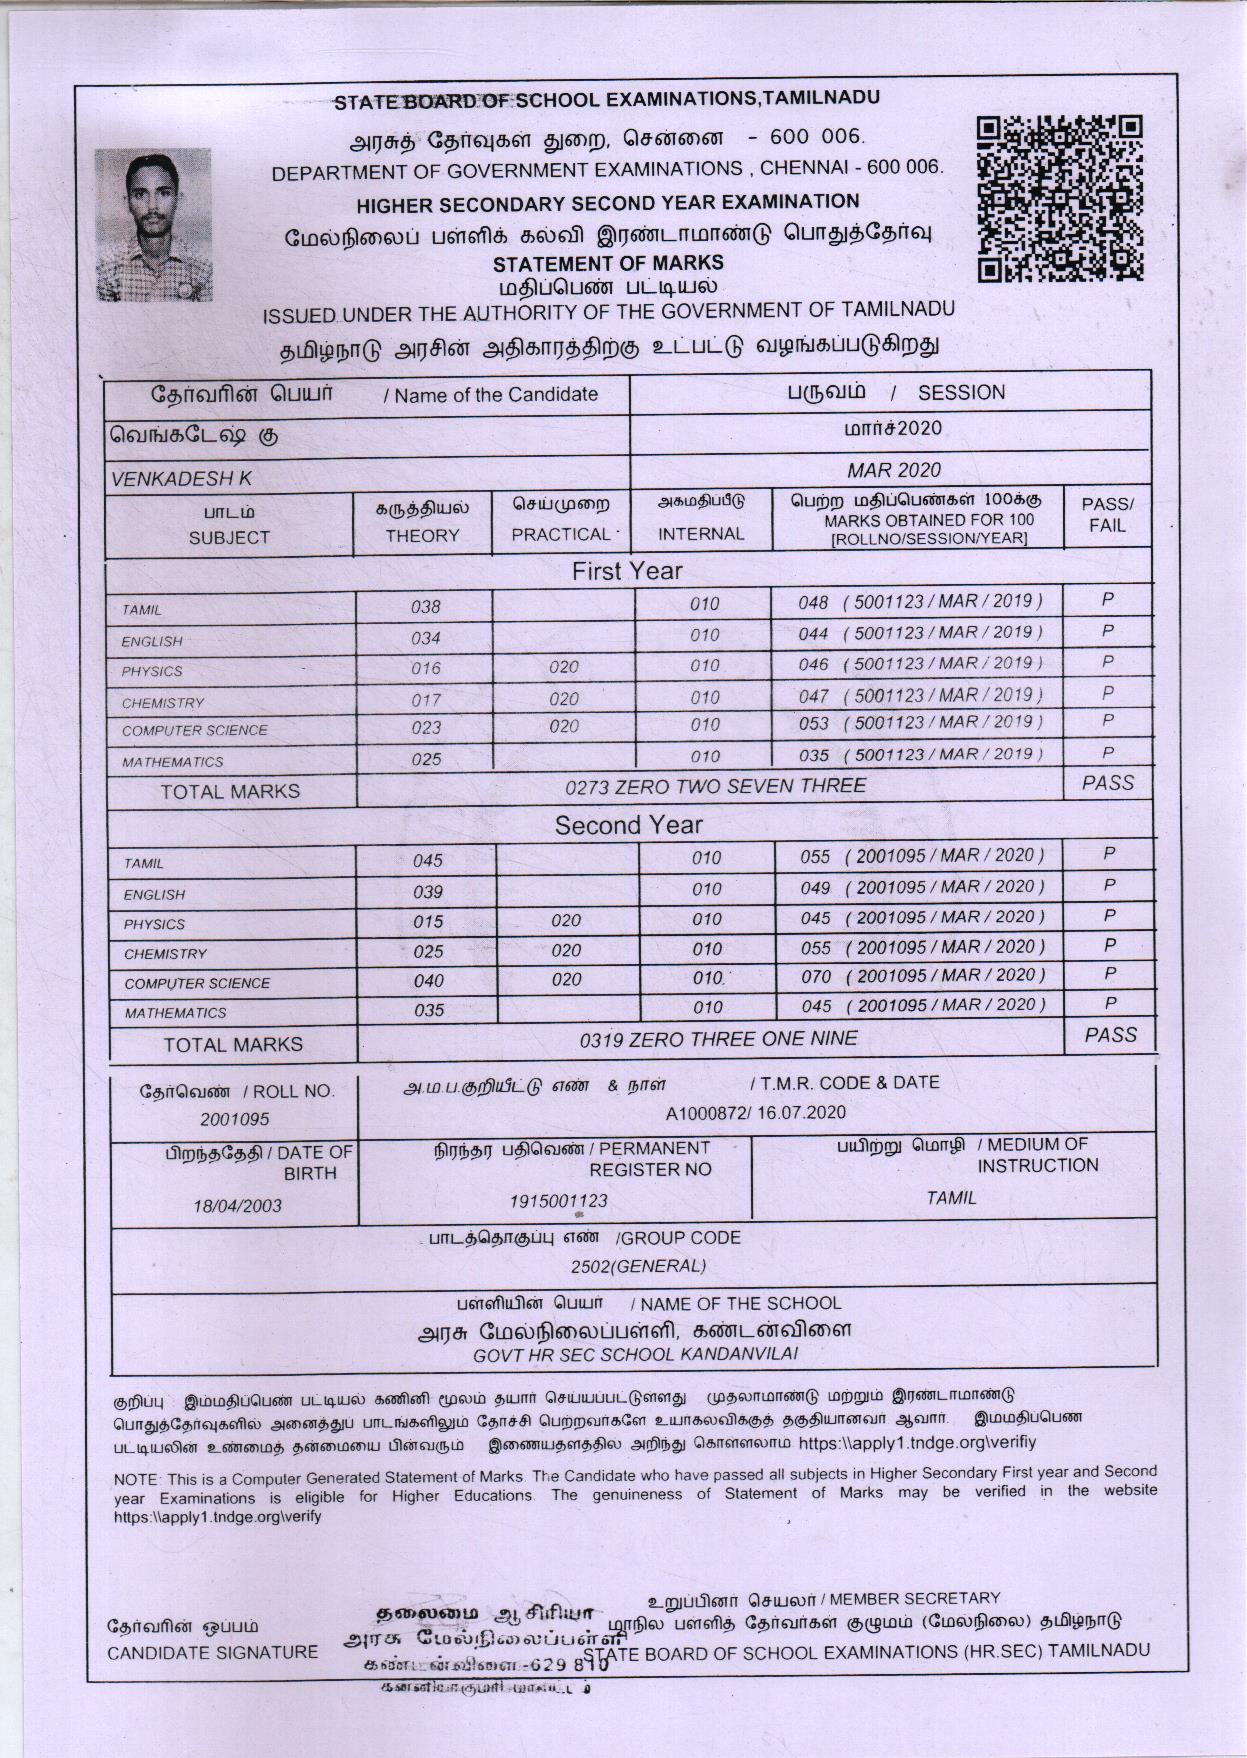 STATE BOARD OF SCHOOL EXAMINATIONS,TAMILNADU
அரசுத் தேர்வுகள் துறை, சென்னை - 600 006.
DEPARTMENT OF GOVERNMENT EXAMINATIONS , CHENNAI - 600 006.
HIGHER SECONDARY SECOND YEAR EXAMINATION
மேல்நிலைப் பள்ளிக் கல்வி இரண்டாமாண்டு பொதுத்தேர்வு
STATEMENT OF MARKS
மதிப்பெண் பட்டியல்
ISSUED UNDER THE AUTHORITY OF THE GOVERNMENT OF TAMILNADU
தமிழ்நாடு அரசின் அதிகாரத்திற்கு உட்பட்டு வழங்கப்படுகிறது
தேர்வரின் பெயர் / Name of the Candidate பருவம் / SESSION
வெங்கடேஷ் கு மார்ச்2020
VENKADESH K MAR 2020
பாடம் கருத்தியல் செய்முறை அகமதிப்பீடு பெற்ற மதிப்பெண்கள் 100க்கு PASS/
SUBJECT THEORY PRACTICAL INTERNAL MARKS OBTAINED FOR 100 FAIL
[ROLLNO/SESSION/YEAR]
First Year
TAMIL 038 010 048 ( 5001123 / MAR / 2019 ) P
ENGLISH 034 010 044 ( 5001123 / MAR / 2019 ) P
PHYSICS 016 020 010 046 ( 5001123 / MAR / 2019 ) P
CHEMISTRY 017 020 010 047 ( 5001123 / MAR / 2019 ) P
COMPUTER SCIENCE 023 020 010 053 ( 5001123 / MAR / 2019 ) P
MATHEMATICS 025 010 035 ( 5001123 / MAR / 2019 ) P
TOTAL MARKS 0273 ZERO TWO SEVEN THREE PASS
Second Year
TAMIL 045 010 055 ( 2001095 / MAR / 2020 ) P
ENGLISH 039 010 049 ( 2001095 / MAR / 2020 ) P
PHYSICS 015 020 010 045 ( 2001095 / MAR / 2020 ) P
CHEMISTRY 025 020 010 055 ( 2001095 / MAR / 2020 ) P
COMPUTER SCIENCE 040 020 010 070 ( 2001095 / MAR / 2020 ) P
MATHEMATICS 035 010 045 ( 2001095 / MAR / 2020 ) P
TOTAL MARKS 0319 ZERO THREE ONE NINE PASS
தேர்வெண் / ROLL NO. அ.ம.ப.குறியீட்டு எண் & நாள் / T.M.R. CODE & DATE
2001095 A1000872/ 16.07.2020
பிறந்ததேதி / DATE OF BIRTH நிரந்தர பதிவெண் / PERMANENT REGISTER NO பயிற்று மொழி / MEDIUM OF INSTRUCTION
18/04/2003 1915001123 TAMIL
பாடத்தொகுப்பு எண் /GROUP CODE
2502(GENERAL)
பள்ளியின் பெயர் / NAME OF THE SCHOOL
அரசு மேல்நிலைப்பள்ளி, கண்டன்விளை
GOVT HR SEC SCHOOL KANDANVILAI
குறிப்பு : இம்மதிப்பெண் பட்டியல் கணினி மூலம் தயார் செய்யப்பட்டுள்ளது முதலாமாண்டு மற்றும் இரண்டாமாண்டு
பொதுத்தேர்வுகளில் அனைத்துப் பாடங்களிலும் தேர்ச்சி பெற்றவர்களே உயர்கல்விக்குத் தகுதியானவர் ஆவார். இம்மதிப்பெண்
பட்டியலின் உண்மைத் தன்மையை பின்வரும் இணையதளத்தில் அறிந்து கொள்ளலாம் https:\\apply1.tndge.org\verifiy
NOTE: This is a Computer Generated Statement of Marks. The Candidate who have passed all subjects in Higher Secondary First year and Second
year Examinations is eligible for Higher Educations. The genuineness of Statement of Marks may be verified in the website
https:\\apply1.tndge.org\verify
உறுப்பினர் செயலர் / MEMBER SECRETARY
தேர்வரின் ஒப்பம் தலைமை ஆசிரியர் மாநில பள்ளித் தேர்வர்கள் குழுமம் (மேல்நிலை) தமிழ்நாடு
அரசு மேல்நிலைப்பள்ளி
CANDIDATE SIGNATURE கண்டன்விளை-629 810 STATE BOARD OF SCHOOL EXAMINATIONS (HR.SEC) TAMILNADU
கன்னியாகுமரி மாவட்டம்